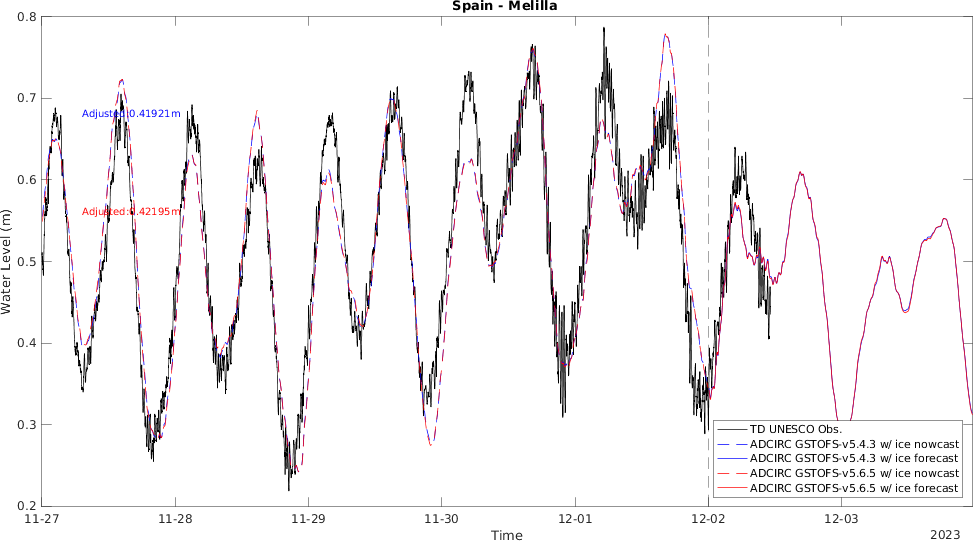 Spain - Melilla
Water Level (m)
0.8
0.7
0.6
0.5
0.4
0.3
0.2
Adjusted:0.41921m
Adjusted:0.42195m
TD UNESCO Obs.
ADCIRC GSTOFS-v5.4.3 w/ ice nowcast
ADCIRC GSTOFS-v5.4.3 w/ ice forecast
ADCIRC GSTOFS-v5.6.5 w/ ice nowcast
ADCIRC GSTOFS-v5.6.5 w/ ice forecast
11-27 11-28 11-29 11-30 12-01 12-02 12-03
Time
2023